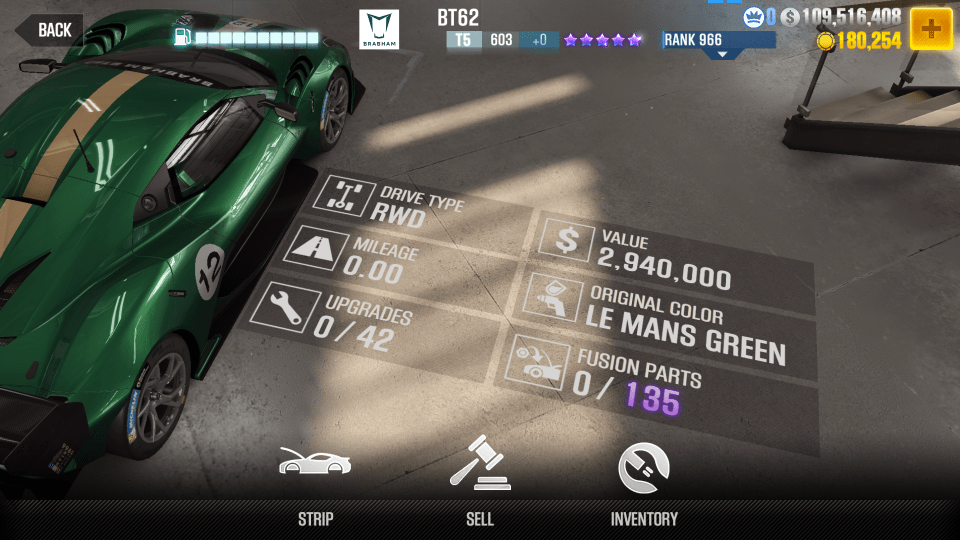 BACK
BRABHAM
BT62
T5 603 +0
RANK 966
0 109,516,408
180,254
BRABHAM
12
DRIVE TYPE
RWD
MILEAGE
0.00
UPGRADES
0 / 42
VALUE
2,940,000
ORIGINAL COLOR
LE MANS GREEN
FUSION PARTS
0 / 135
STRIP
SELL
INVENTORY